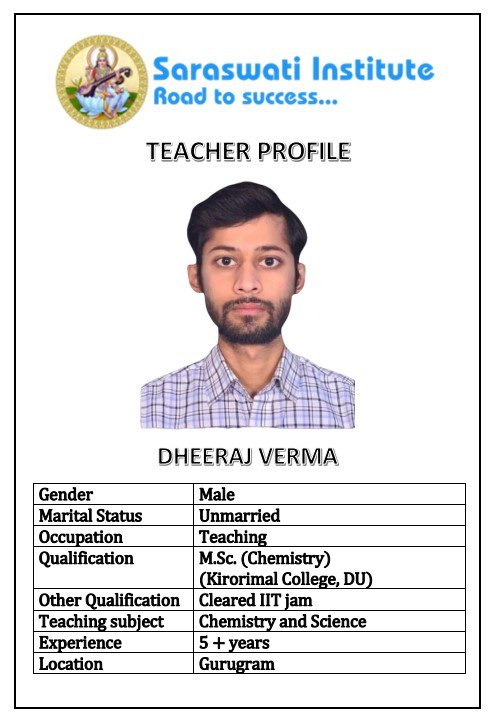 Saraswati Institute
Road to success...
TEACHER PROFILE
DHEERAJ VERMA
Gender Male
Marital Status Unmarried
Occupation Teaching
Qualification M.Sc. (Chemistry)
(Kirorimal College, DU)
Other Qualification Cleared IIT jam
Teaching subject Chemistry and Science
Experience 5 + years
Location Gurugram